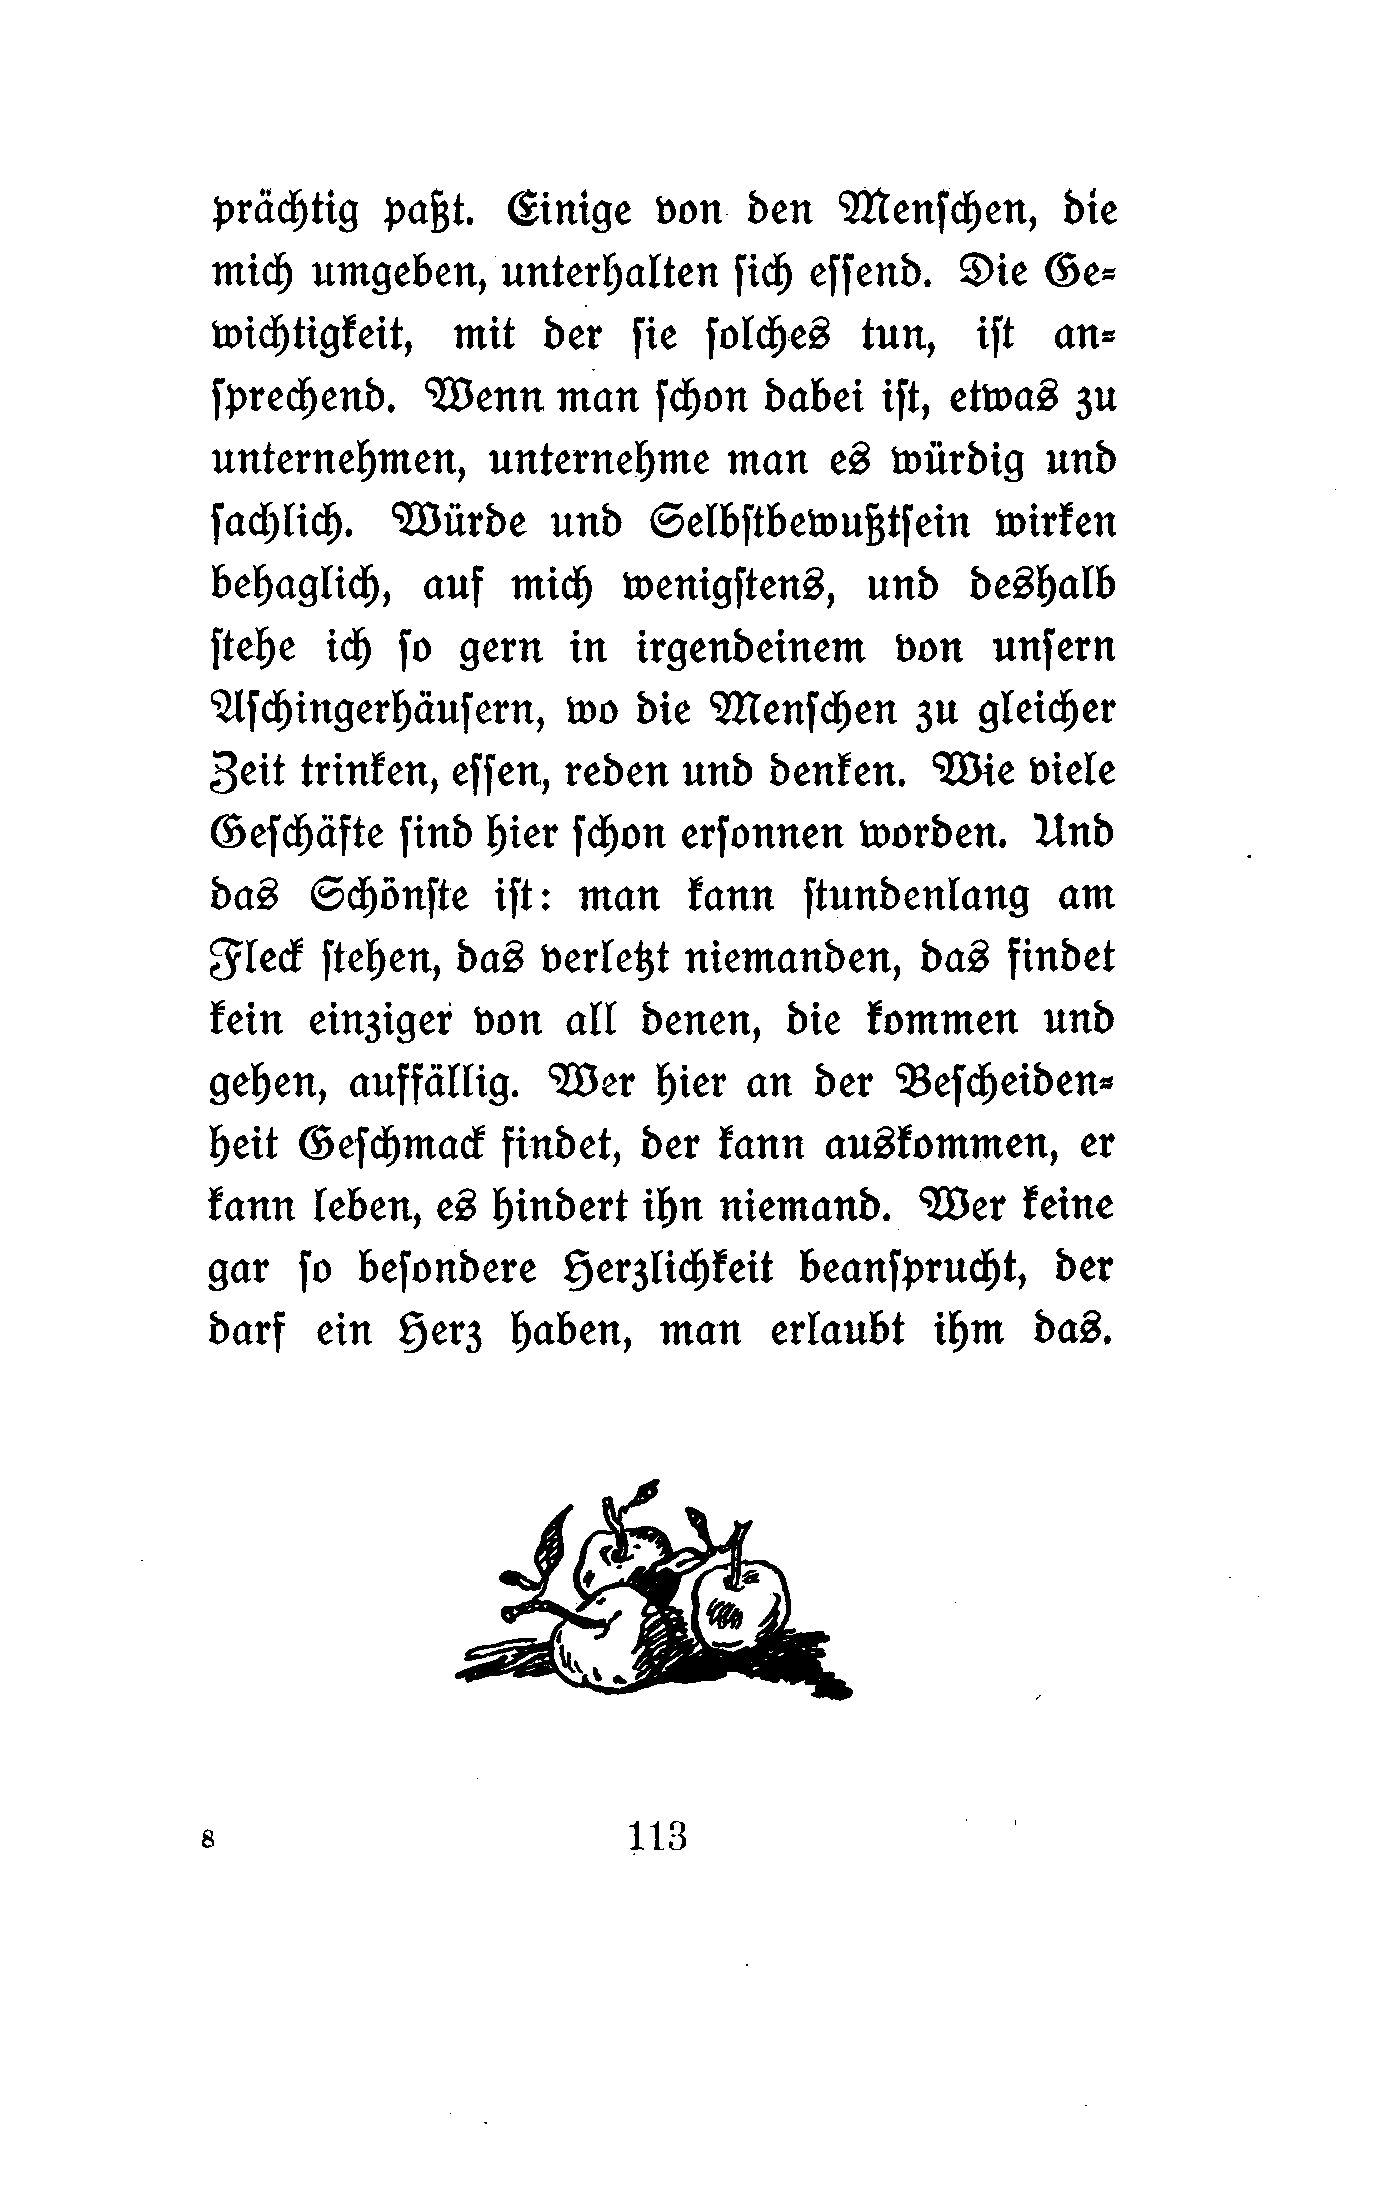 prächtig paßt. Einige von den Menschen, die
mich umgeben, unterhalten sich essend. Die Ge-
wichtigkeit, mit der sie solches tun, ist an-
sprechend. Wenn man schon dabei ist, etwas zu
unternehmen, unternehme man es würdig und
sachlich. Würde und Selbstbewußtsein wirken
behaglich, auf mich wenigstens, und deshalb
stehe ich so gern in irgendeinem von unsern
Aschingerhäusern, wo die Menschen zu gleicher
Zeit trinken, essen, reden und denken. Wie viele
Geschäfte sind hier schon ersonnen worden. Und
das Schönste ist: man kann stundenlang am
Fleck stehen, das verletzt niemanden, das findet
kein einziger von all denen, die kommen und
gehen, auffällig. Wer hier an der Bescheiden-
heit Geschmack findet, der kann auskommen, er
kann leben, es hindert ihn niemand. Wer keine
gar so besondere Herzlichkeit beansprucht, der
darf ein Herz haben, man erlaubt ihm das.
8 113